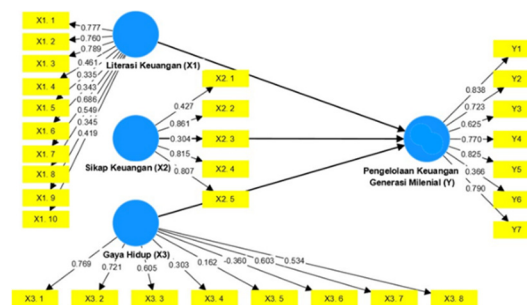 X1. 1
X1. 2
X1. 3
X1. 4
X1. 5
X1. 6
X1. 7
X1. 8
X1. 9
X1. 10
0.777
0.760
0.789
0.461
0.335
0.343
0.686
0.549
0.345
0.419
Literasi Keuangan (X1)
X2. 1
X2. 2
X2. 3
X2. 4
X2. 5
0.427
0.861
0.304
0.815
0.807
Sikap Keuangan (X2)
Y1
Y2
Y3
Y4
Y5
Y6
Y7
0.838
0.723
0.625
0.770
0.825
0.366
0.790
Pengelolaan Keuangan
Generasi Milenial (Y)
Gaya Hidup (X3)
0.769
0.721
0.605
0.303
0.162
-0.360
0.603
0.534
X3. 1
X3. 2
X3. 3
X3. 4
X3. 5
X3. 6
X3. 7
X3. 8